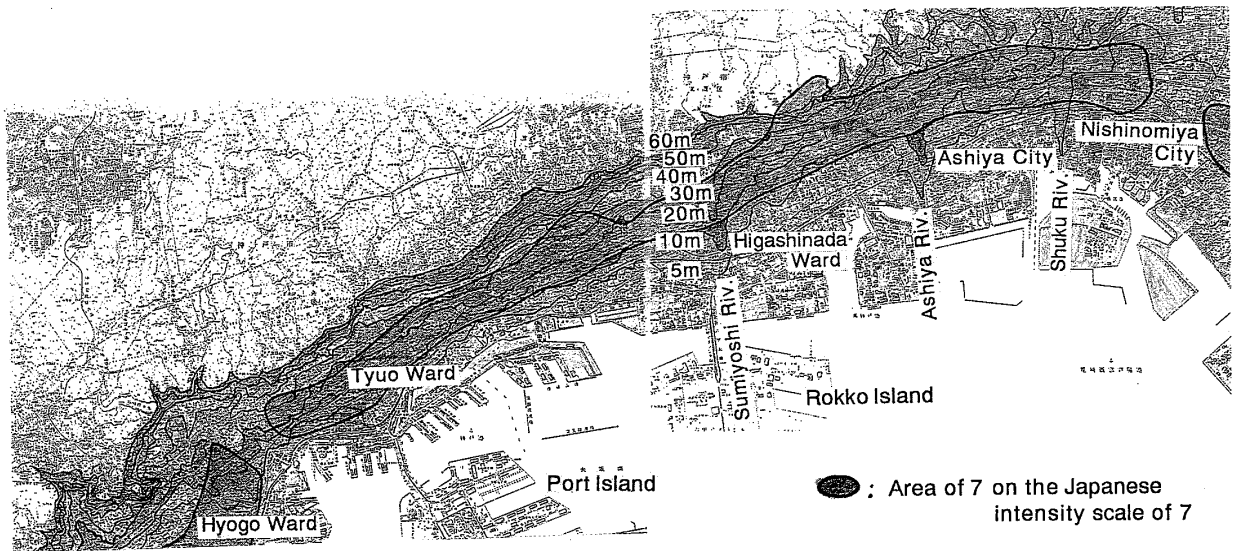 60m
50m
40m
30m
20m
10m
5m
Nishinomiya
City
Ashiya City
Higashinada-
Ward
Sumiyoshi Riv.
Ashiya Riv.
Shuku Riv.
Tyuo Ward
Rokko Island
Port Island
Hyogo Ward
: Area of 7 on the Japanese
intensity scale of 7